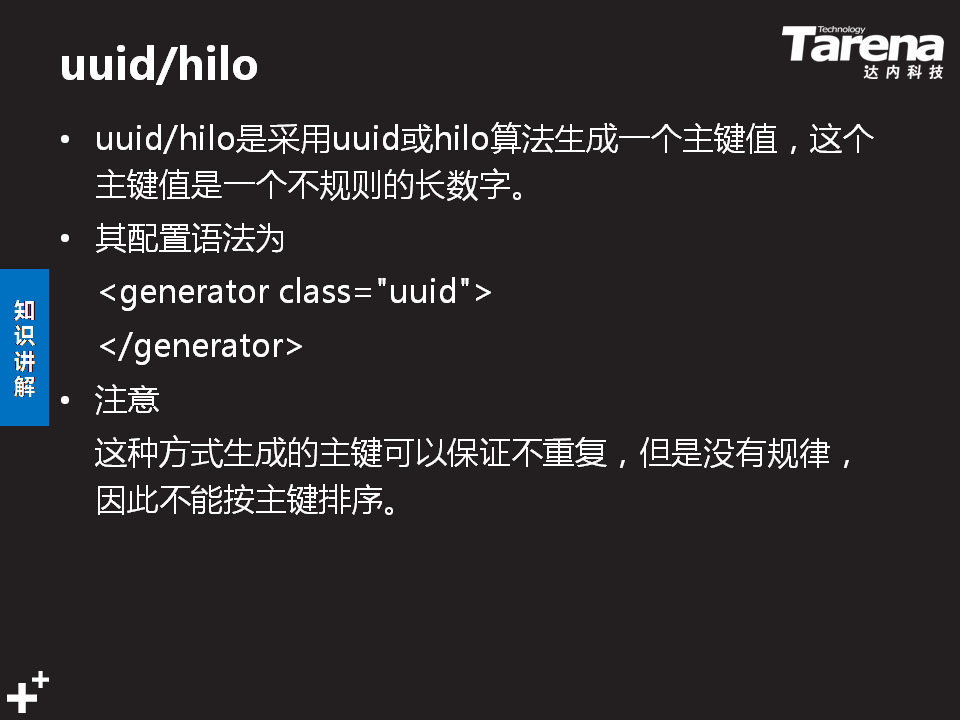 uuid/hilo
Technology
Tarena
达内科技
• uuid/hilo是采用uuid或hilo算法生成一个主键值，这个
主键值是一个不规则的长数字。
• 其配置语法为
<generator class="uuid">
</generator>
• 注意
这种方式生成的主键可以保证不重复，但是没有规律，
因此不能按主键排序。
知识讲解